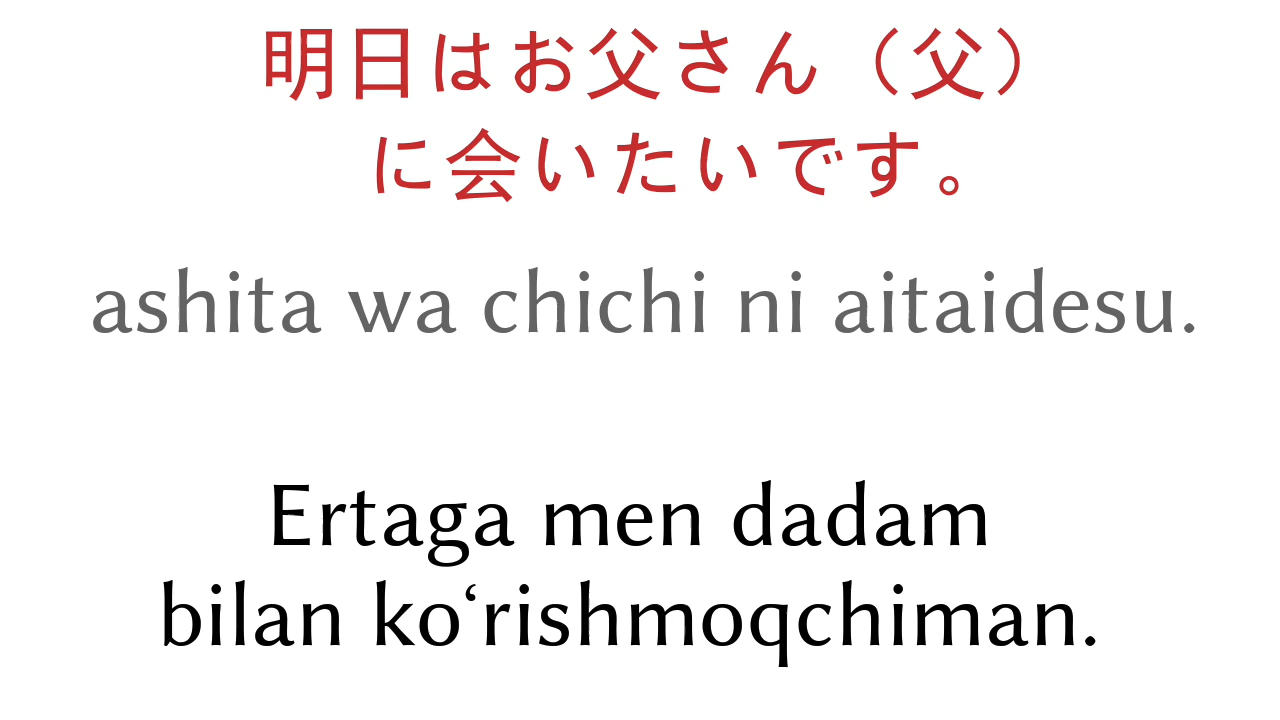 明日はお父さん（父）
に会いたいです。
ashita wa chichi ni aitaidesu.
Ertaga men dadam
bilan ko‘rishmoqchiman.